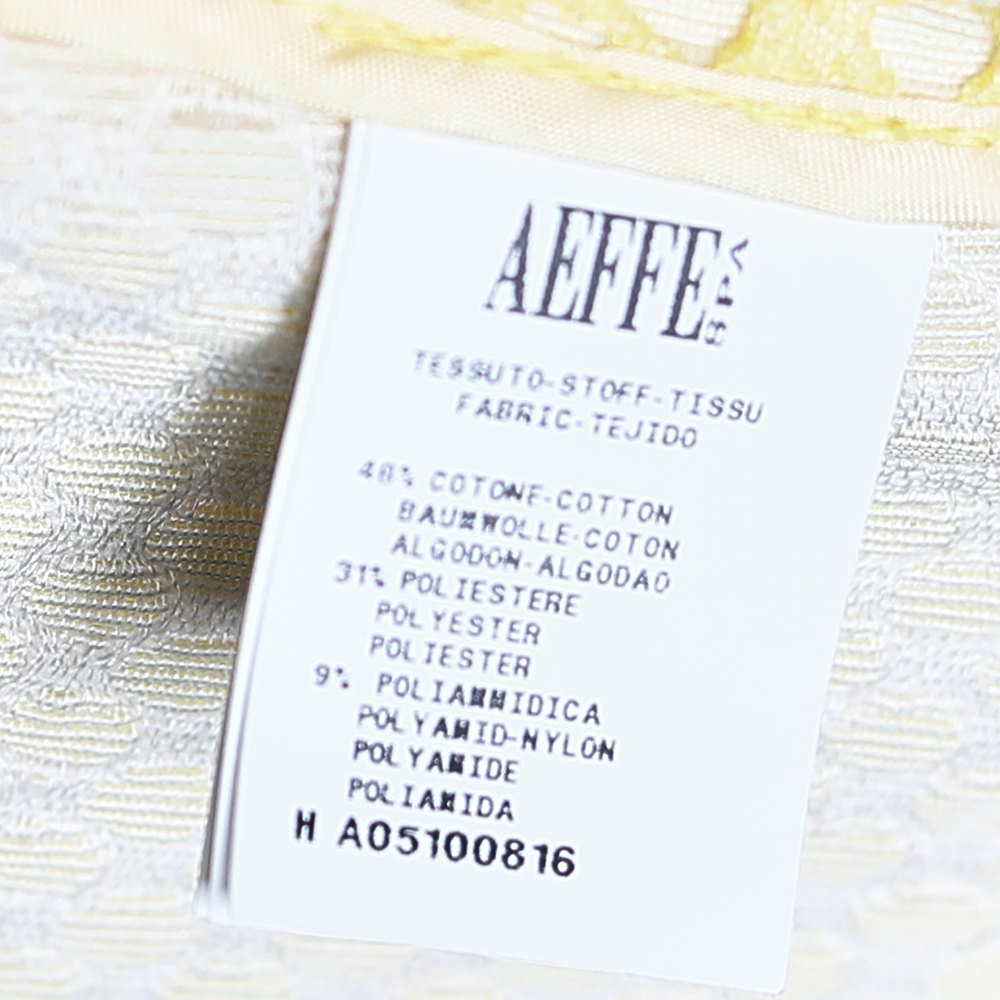 AEFFE SPA
TESSUTO-STOFF-TISSU
FABRIC-TEJIDO
COTONE-COTTON
BAUMWOLLE-COTON
ALGODON-ALGODAO
31% POLIESTERE
POLYESTER
POLIESTER
9% POLIAMMIDICA
POLYAMID-NYLON
POLYAMIDE
POLIAMIDA
H A05100816